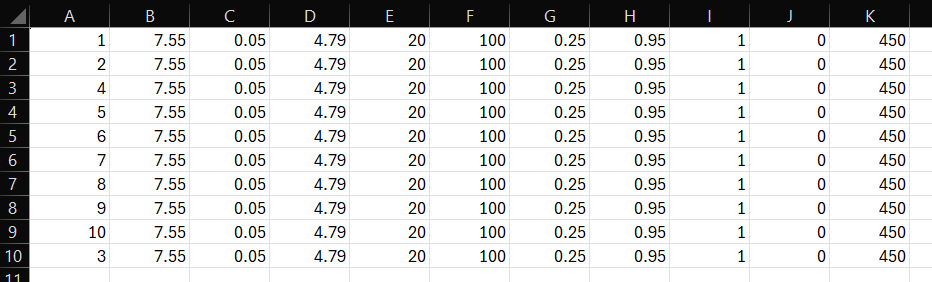 A B C D E F G H I J K
1 1 7.55 0.05 4.79 20 100 0.25 0.95 1 0 450
2 2 7.55 0.05 4.79 20 100 0.25 0.95 1 0 450
3 4 7.55 0.05 4.79 20 100 0.25 0.95 1 0 450
4 5 7.55 0.05 4.79 20 100 0.25 0.95 1 0 450
5 6 7.55 0.05 4.79 20 100 0.25 0.95 1 0 450
6 7 7.55 0.05 4.79 20 100 0.25 0.95 1 0 450
7 8 7.55 0.05 4.79 20 100 0.25 0.95 1 0 450
8 9 7.55 0.05 4.79 20 100 0.25 0.95 1 0 450
9 10 7.55 0.05 4.79 20 100 0.25 0.95 1 0 450
10 3 7.55 0.05 4.79 20 100 0.25 0.95 1 0 450
11